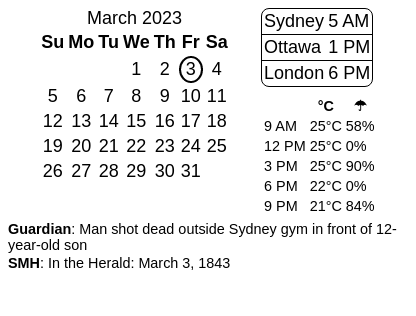 March 2023
Su Mo Tu We Th Fr Sa
1 2 3 4
5 6 7 8 9 10 11
12 13 14 15 16 17 18
19 20 21 22 23 24 25
26 27 28 29 30 31
Sydney 5 AM
Ottawa 1 PM
London 6 PM
°C ☂
9 AM 25°C 58%
12 PM 25°C 0%
3 PM 25°C 90%
6 PM 22°C 0%
9 PM 21°C 84%
Guardian: Man shot dead outside Sydney gym in front of 12-
year-old son
SMH: In the Herald: March 3, 1843